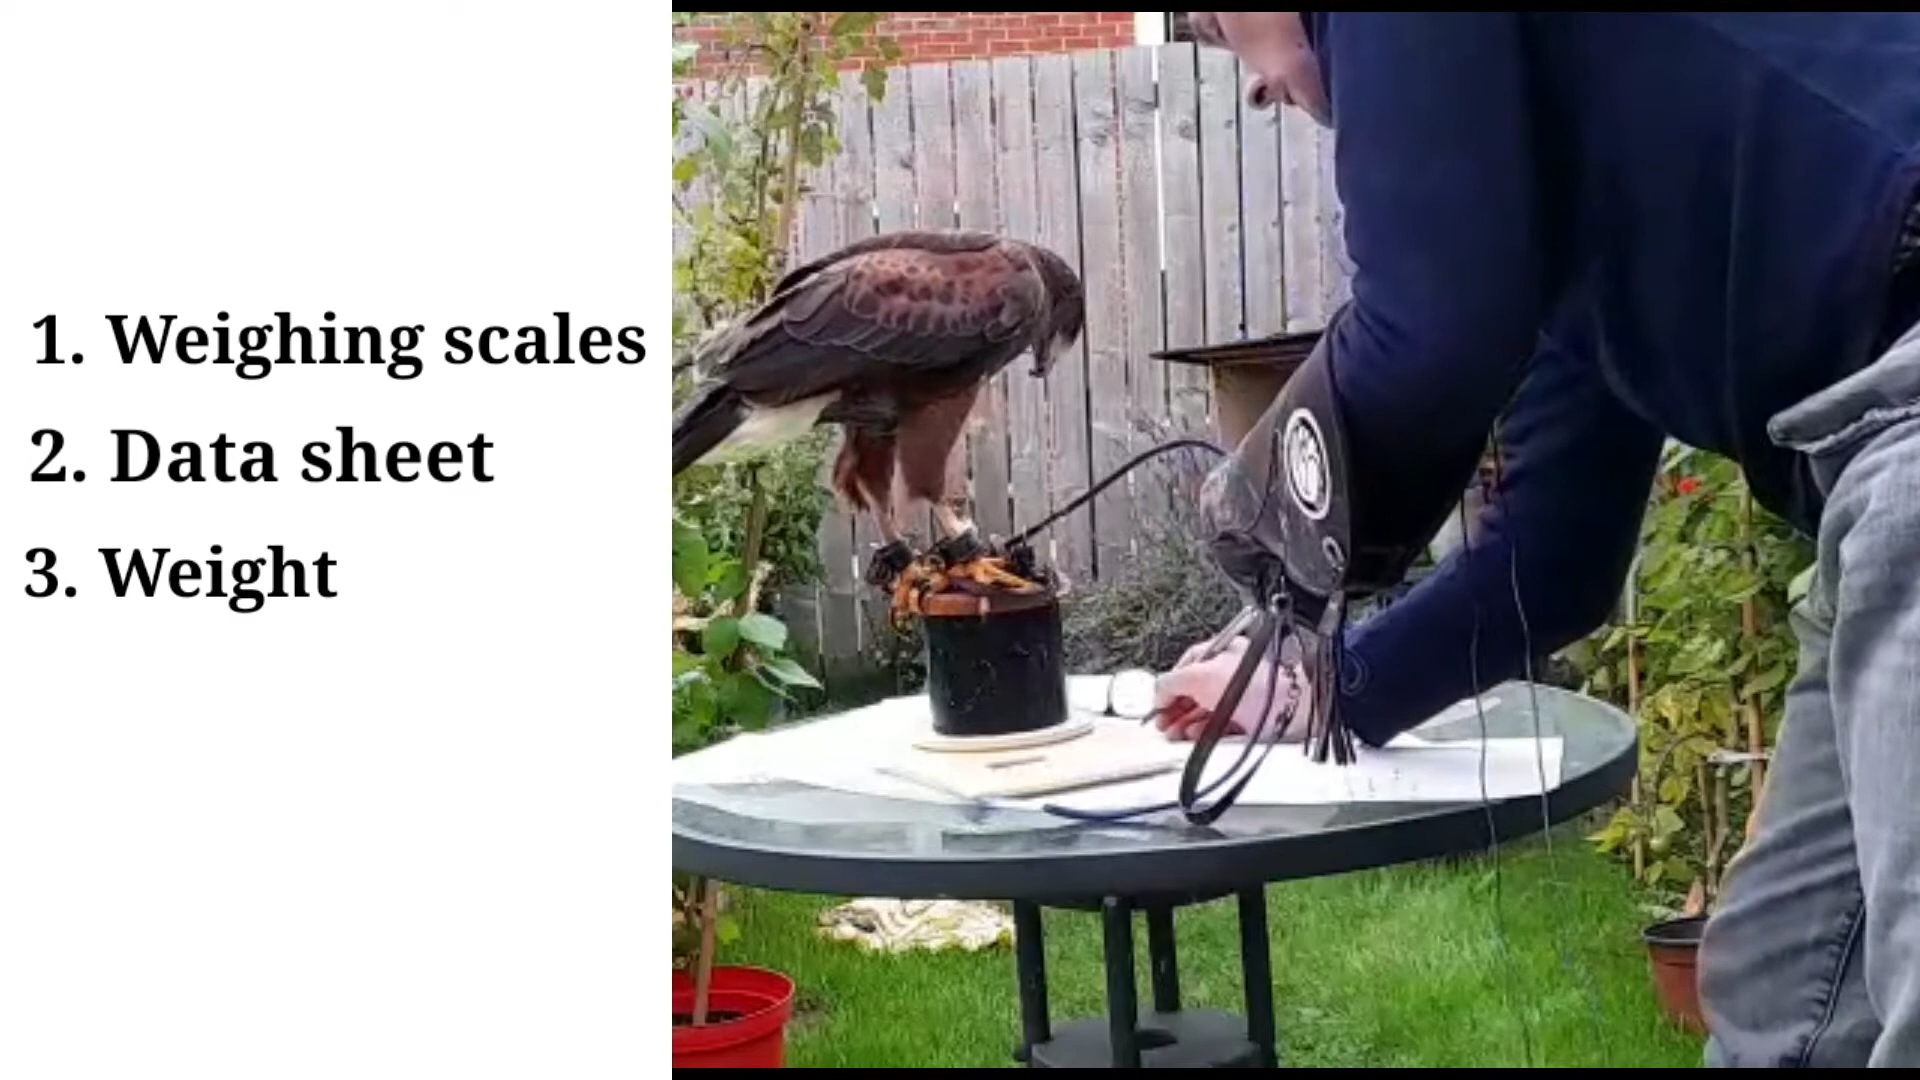 1. Weighing scales
2. Data sheet
3. Weight